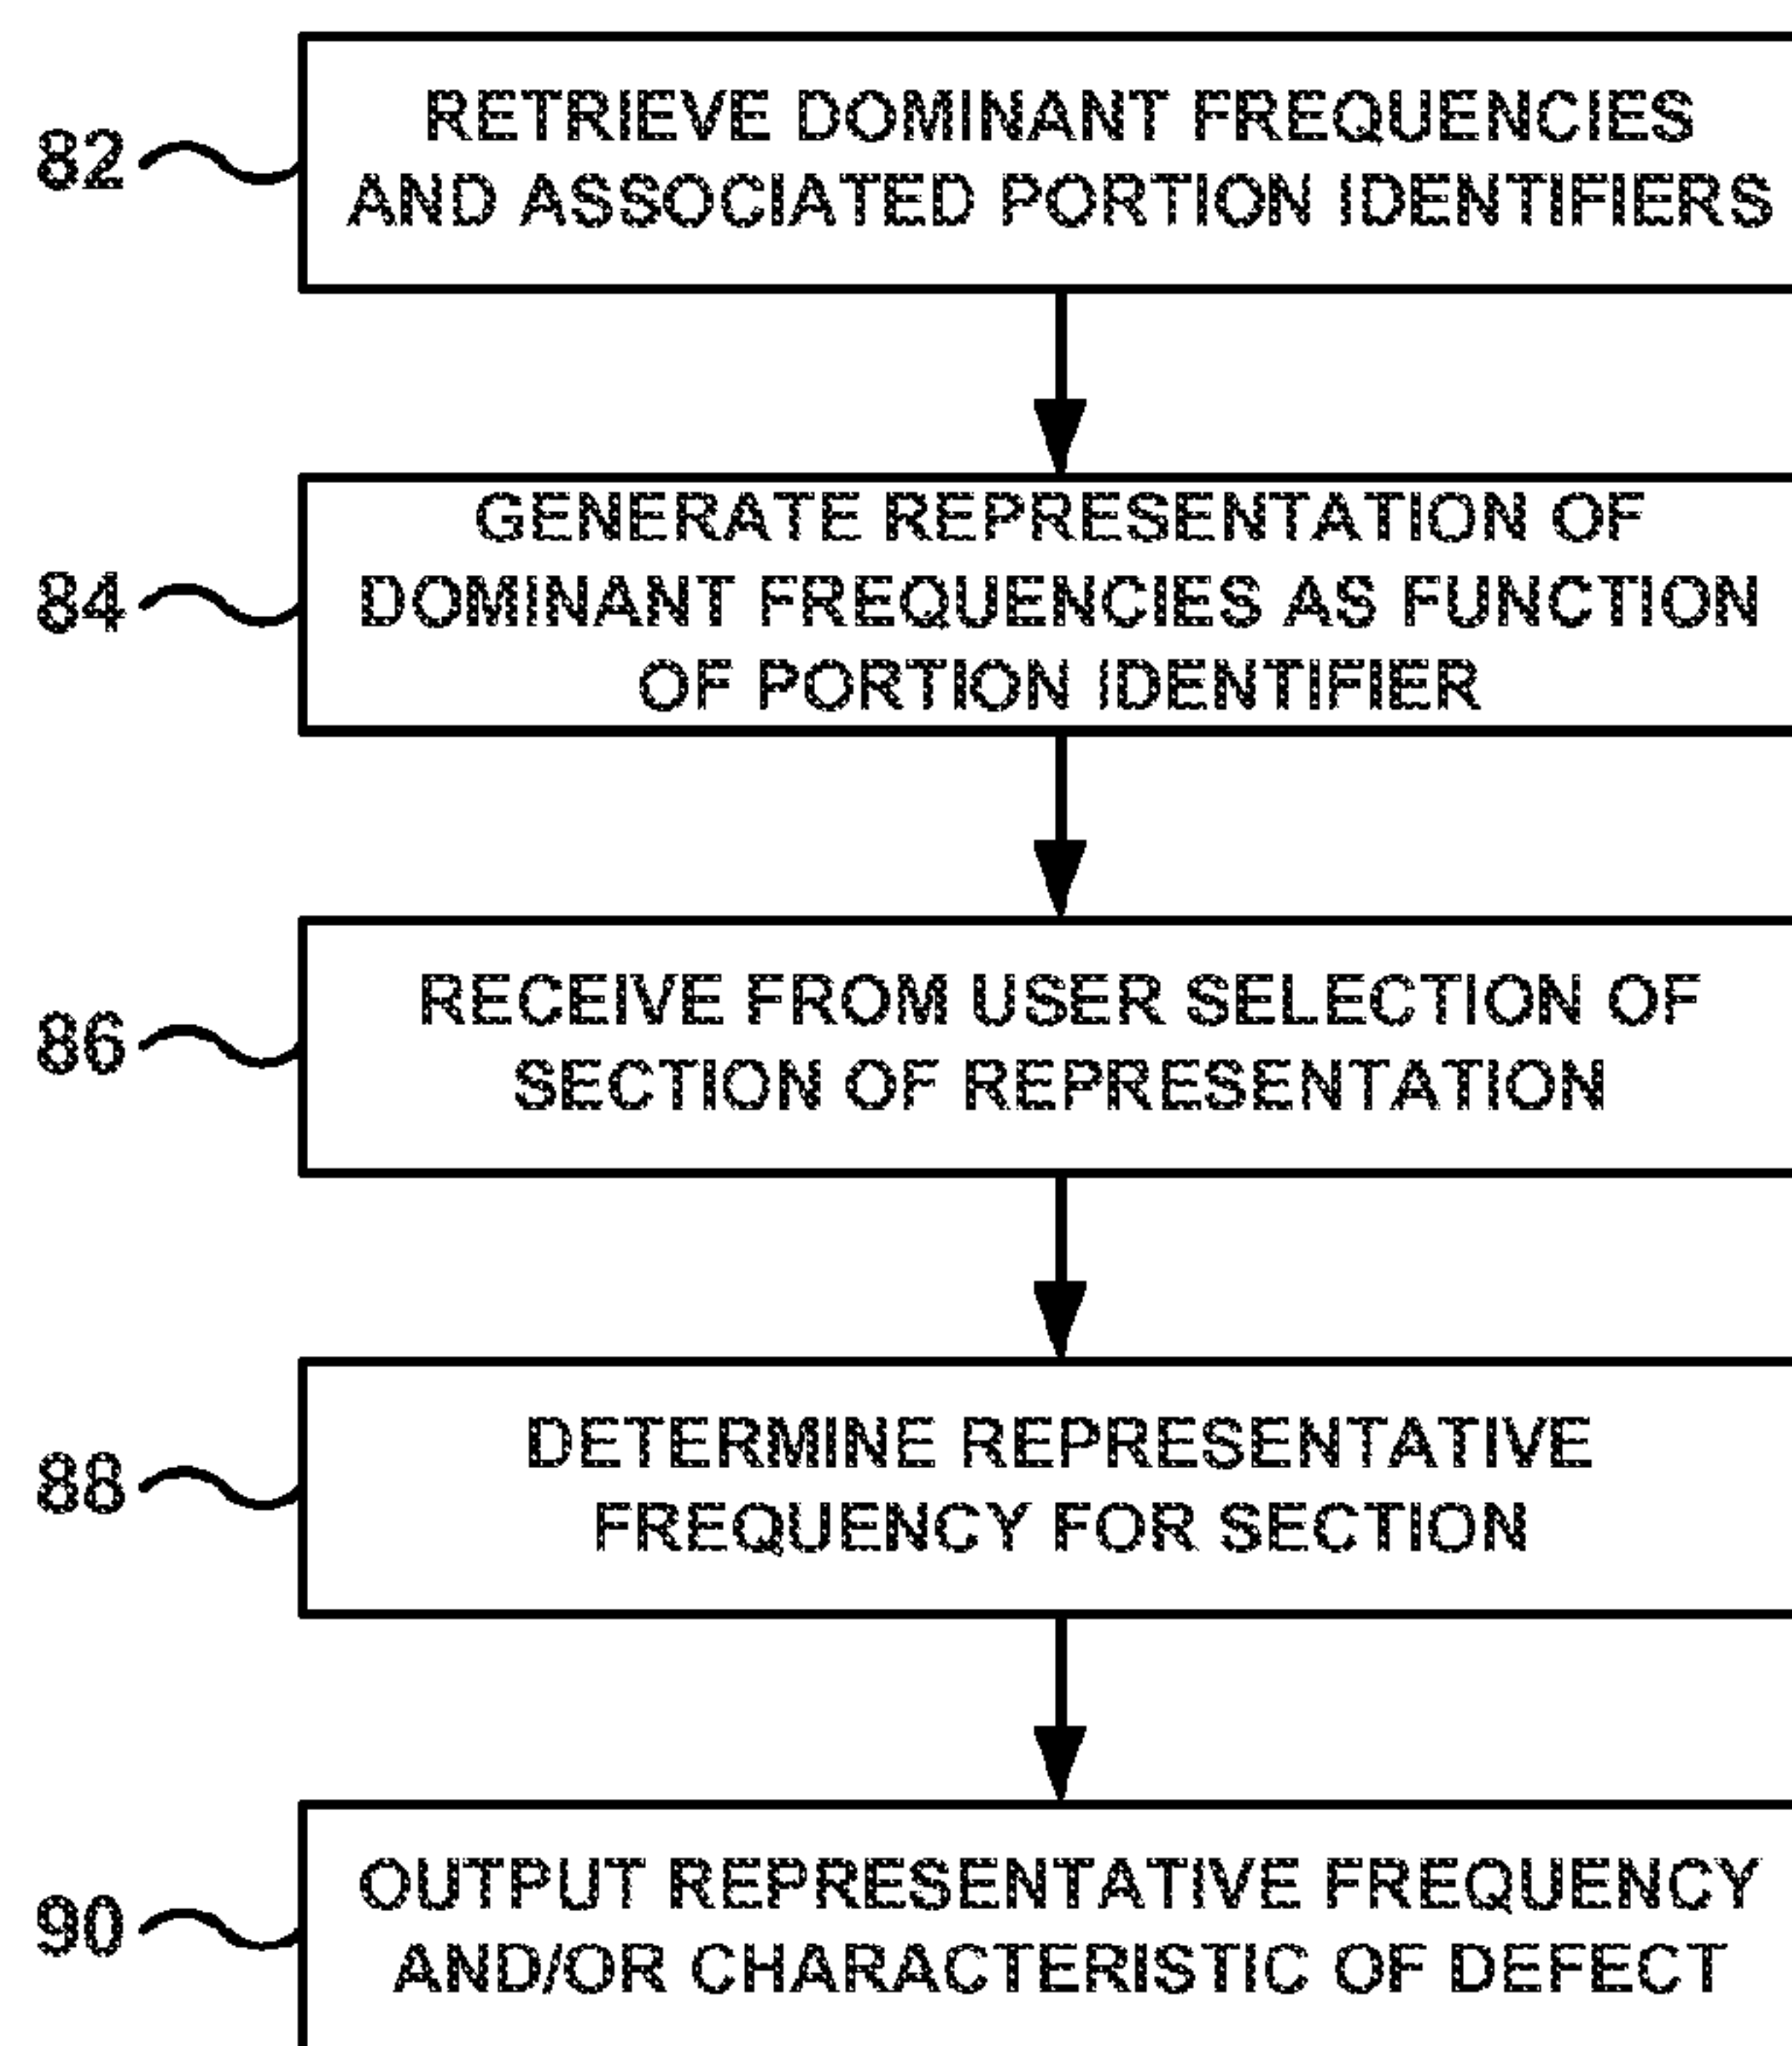 82
RETRIEVE DOMINANT FREQUENCIES
AND ASSOCIATED PORTION IDENTIFIERS
84
GENERATE REPRESENTATION OF
DOMINANT FREQUENCIES AS FUNCTION
OF PORTION IDENTIFIER
86
RECEIVE FROM USER SELECTION OF
SECTION OF REPRESENTATION
88
DETERMINE REPRESENTATIVE
FREQUENCY FOR SECTION
90
OUTPUT REPRESENTATIVE FREQUENCY
AND/OR CHARACTERISTIC OF DEFECT